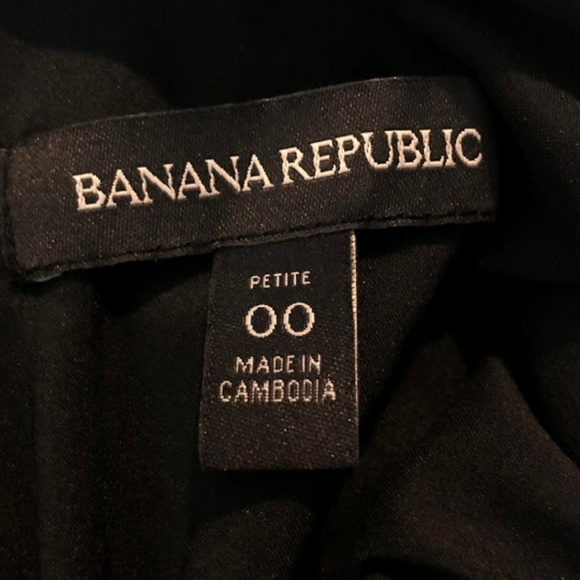 BANANA REPUBLIC
PETITE
00
MADE IN
CAMBODIA